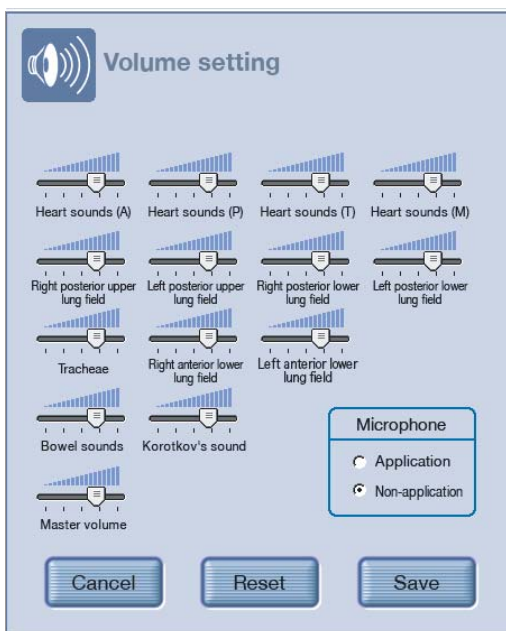 Volume setting
Heart sounds (A) Heart sounds (P) Heart sounds (T) Heart sounds (M)
Right posterior upper
lung field
Left posterior upper
lung field
Right posterior lower
lung field
Left posterior lower
lung field
Tracheae
Right anterior lower
lung field
Left anterior lower
lung field
Bowel sounds Korotkov's sound
Microphone
Application
Non-application
Master volume
Cancel Reset Save